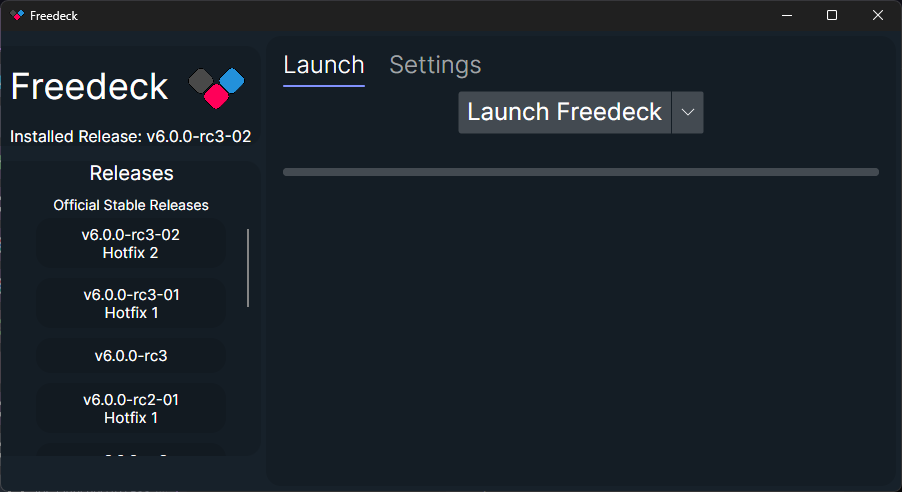 Freedeck
Freedeck
Installed Release: v6.0.0-rc3-02
Releases
Official Stable Releases
v6.0.0-rc3-02
Hotfix 2
v6.0.0-rc3-01
Hotfix 1
v6.0.0-rc3
v6.0.0-rc2-01
Hotfix 1
Launch Settings
Launch Freedeck